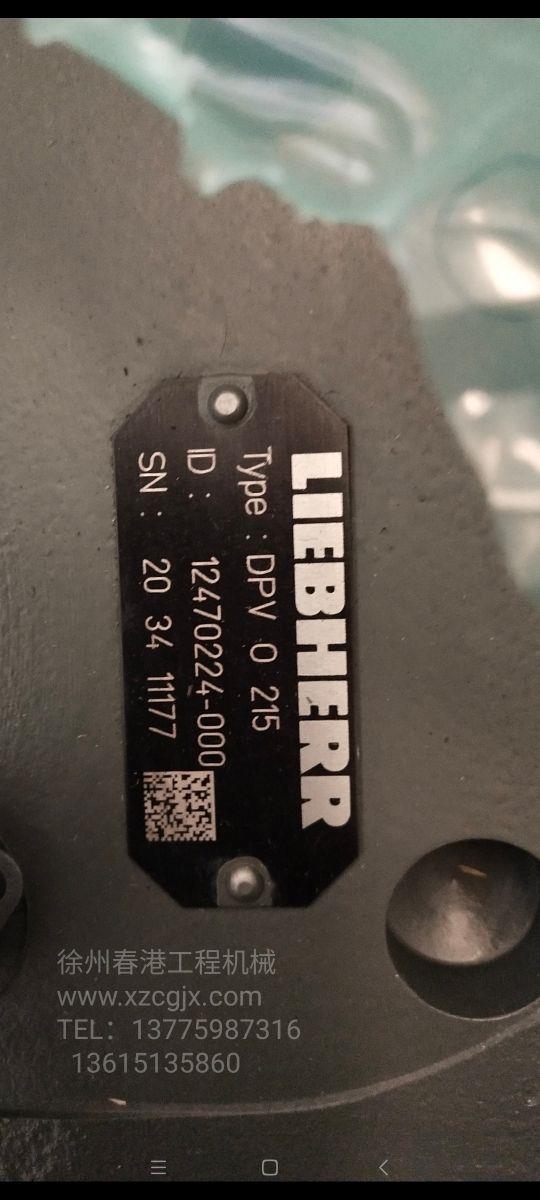 LIEBHERR
Type : DPV 0 215
ID : 12470224-000
SN : 20 34 11177
徐州春港工程机械
www.xzcgjx.com
TEL：13775987316
13615135860